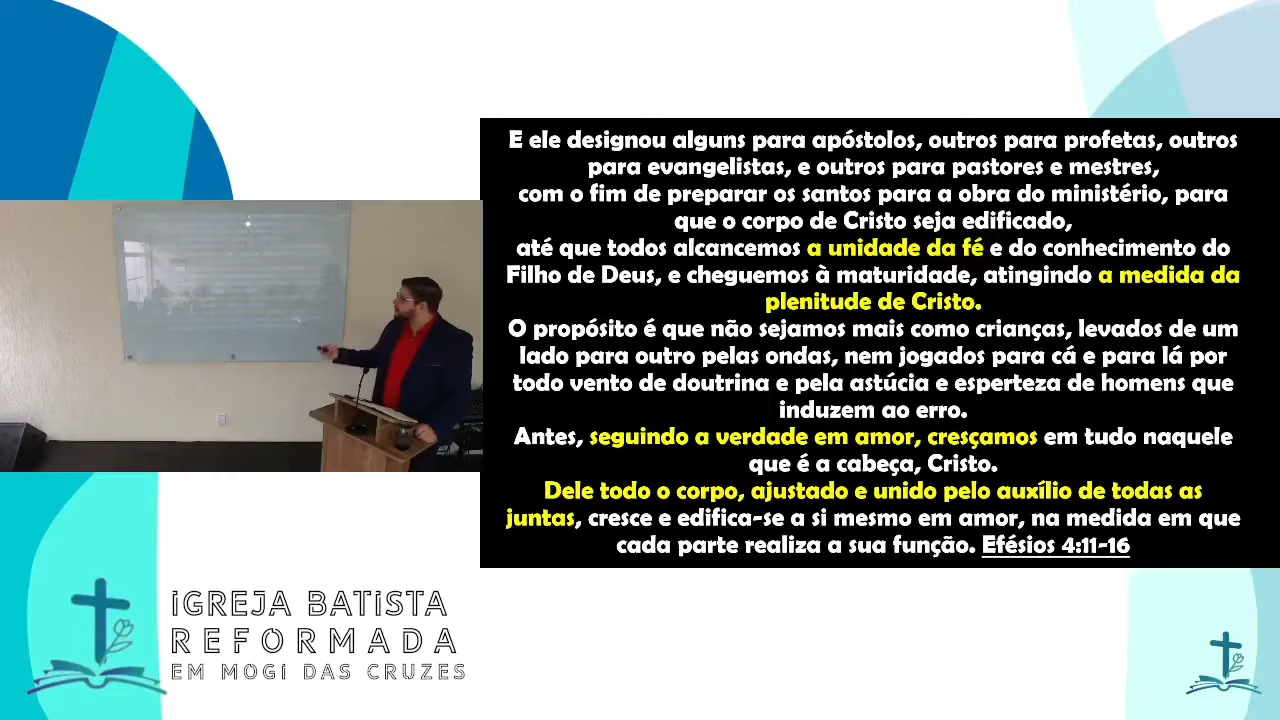 E ele designou alguns para apóstolos, outros para profetas, outros
para evangelistas, e outros para pastores e mestres,
com o fim de preparar os santos para a obra do ministério, para
que o corpo de Cristo seja edificado,
até que todos alcancemos a unidade da fé e do conhecimento do
Filho de Deus, e cheguemos à maturidade, atingindo a medida da
plenitude de Cristo.
O propósito é que não sejamos mais como crianças, levados de um
lado para outro pelas ondas, nem jogados para cá e para lá por
todo vento de doutrina e pela astúcia e esperteza de homens que
induzem ao erro.
Antes, seguindo a verdade em amor, cresçamos em tudo naquele
que é a cabeça, Cristo.
Dele todo o corpo, ajustado e unido pelo auxílio de todas as
juntas, cresce e edifica-se a si mesmo em amor, na medida em que
cada parte realiza a sua função. Efésios 4:11-16
iGREJA BATiSTA
REFORMADA
EM MOGi DAS CRUZES